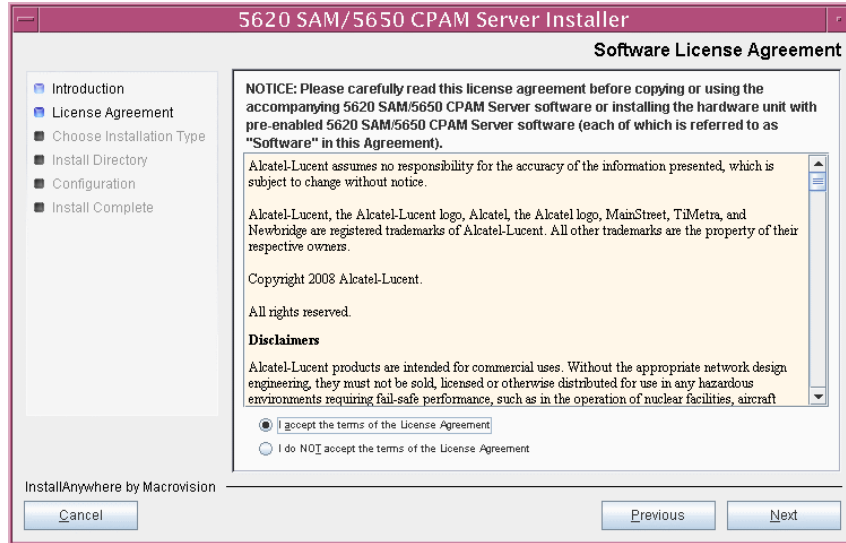 5620 SAM/5650 CPAM Server Installer
Software License Agreement
Introduction
License Agreement
Choose Installation Type
Install Directory
Configuration
Install Complete
NOTICE: Please carefully read this license agreement before copying or using the
accompanying 5620 SAM/5650 CPAM Server software or installing the hardware unit with
pre-enabled 5620 SAM/5650 CPAM Server software (each of which is referred to as
"Software" in this Agreement).
Alcatel-Lucent assumes no responsibility for the accuracy of the information presented, which is
subject to change without notice.
Alcatel-Lucent, the Alcatel-Lucent logo, Alcatel, the Alcatel logo, MainStreet, TiMetra, and
Newbridge are registered trademarks of Alcatel-Lucent. All other trademarks are the property of their
respective owners.
Copyright 2008 Alcatel-Lucent.
All rights reserved.
Disclaimers
Alcatel-Lucent products are intended for commercial uses. Without the appropriate network design
engineering, they must not be sold, licensed or otherwise distributed for use in any hazardous
environments requiring fail-safe performance, such as in the operation of nuclear facilities, aircraft
I accept the terms of the License Agreement
I do NOT accept the terms of the License Agreement
InstallAnywhere by Macrovision
Cancel
Previous
Next